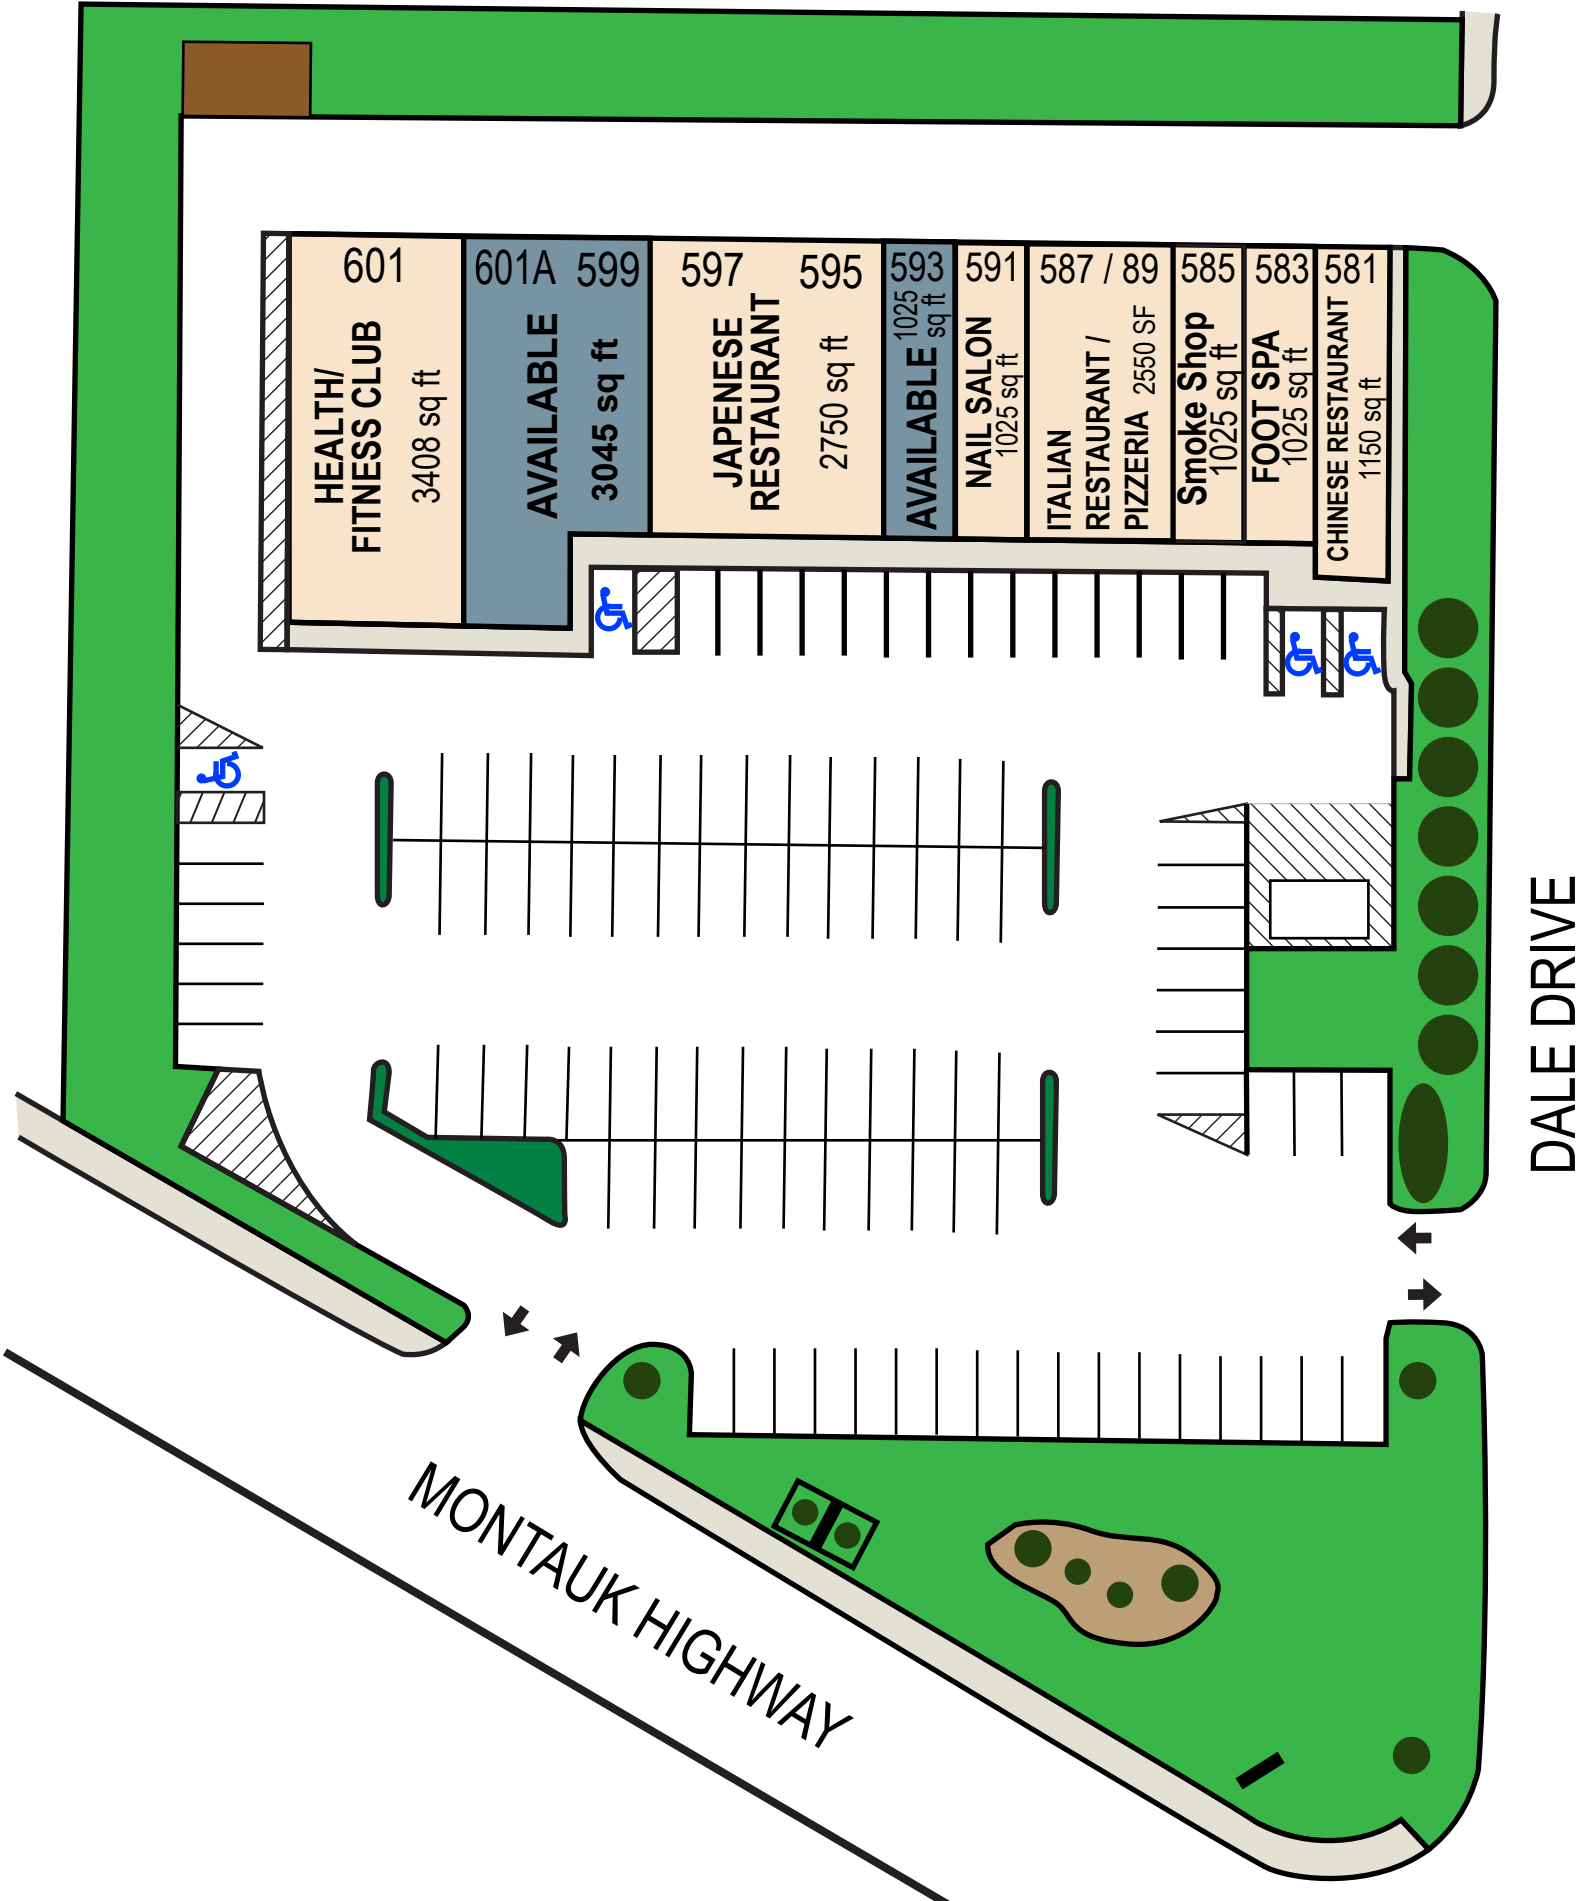 601
HEALTH/
FITNESS CLUB
3408 sq ft
601A 599
AVAILABLE
3045 sq ft
597 595
JAPENESE
RESTAURANT
2750 sq ft
593
AVAILABLE 1025
sq ft
591
NAIL SALON
1025 sq ft
587 / 89
ITALIAN
RESTAURANT /
PIZZERIA 2550 SF
585
Smoke Shop
1025 sq ft
583
FOOT SPA
1025 sq ft
581
CHINESE RESTAURANT
1150 sq ft
DALE DRIVE
MONTAUK HIGHWAY